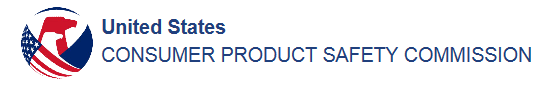 United States
CONSUMER PRODUCT SAFETY COMMISSION